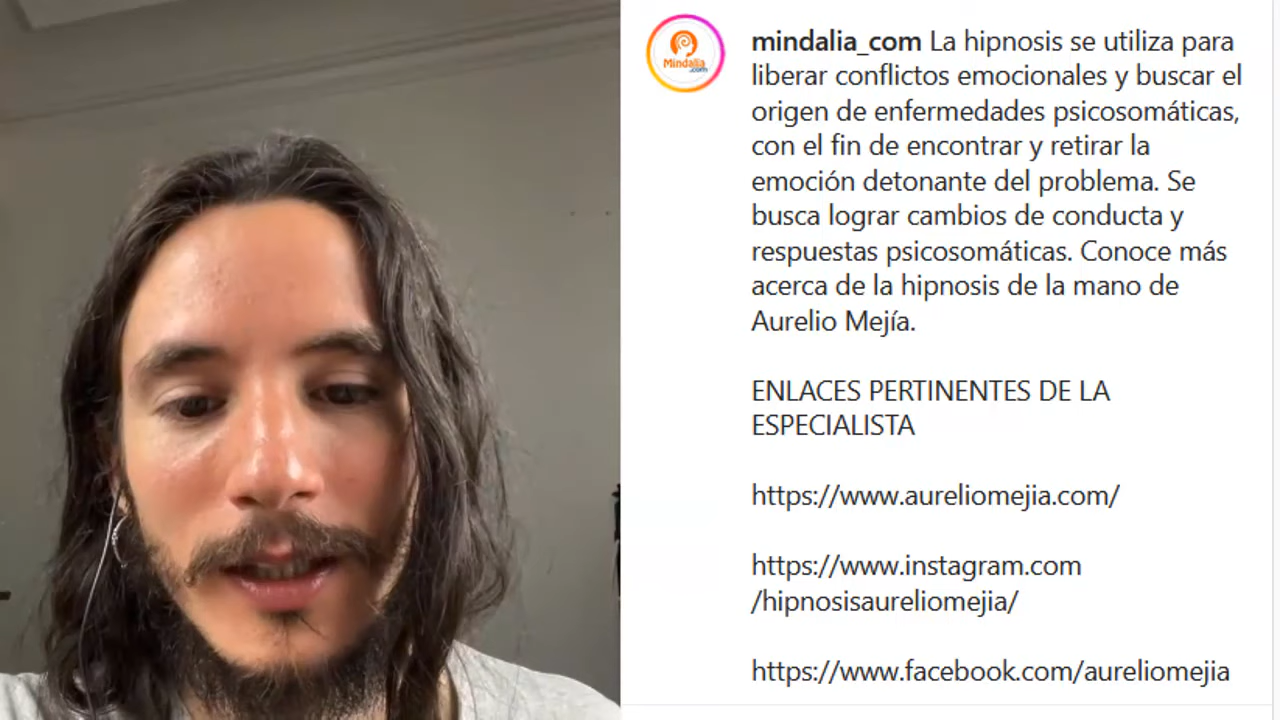 Mindalia
.com
mindalia_com La hipnosis se utiliza para
liberar conflictos emocionales y buscar el
origen de enfermedades psicosomáticas,
con el fin de encontrar y retirar la
emoción detonante del problema. Se
busca lograr cambios de conducta y
respuestas psicosomáticas. Conoce más
acerca de la hipnosis de la mano de
Aurelio Mejía.
ENLACES PERTINENTES DE LA
ESPECIALISTA
https://www.aureliomejia.com/
https://www.instagram.com
/hipnosisaureliomejia/
https://www.facebook.com/aureliomejia